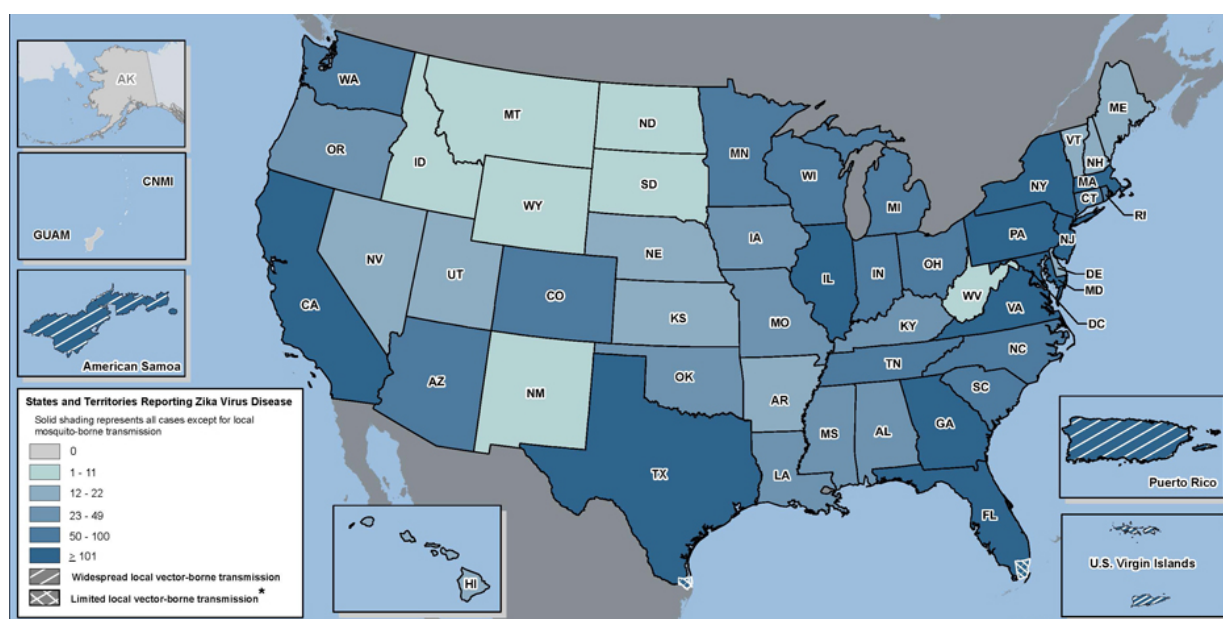 AK
CNMI
GUAM
American Samoa
States and Territories Reporting Zika Virus Disease
Solid shading represents all cases except for local
mosquito-borne transmission
0
1 - 11
12 - 22
23 - 49
50 - 100
≥ 101
Widespread local vector-borne transmission
Limited local vector-borne transmission*
WA
OR
ID
MT
WY
ND
SD
MN
WI
MI
NV
UT
CA
CO
NE
KS
IA
MO
IL
IN
OH
KY
WV
VA
PA
NY
VT
NH
ME
MA
CT
RI
NJ
DE
MD
DC
AZ
NM
OK
TX
AR
LA
MS
AL
TN
NC
SC
GA
FL
HI
Puerto Rico
U.S. Virgin Islands